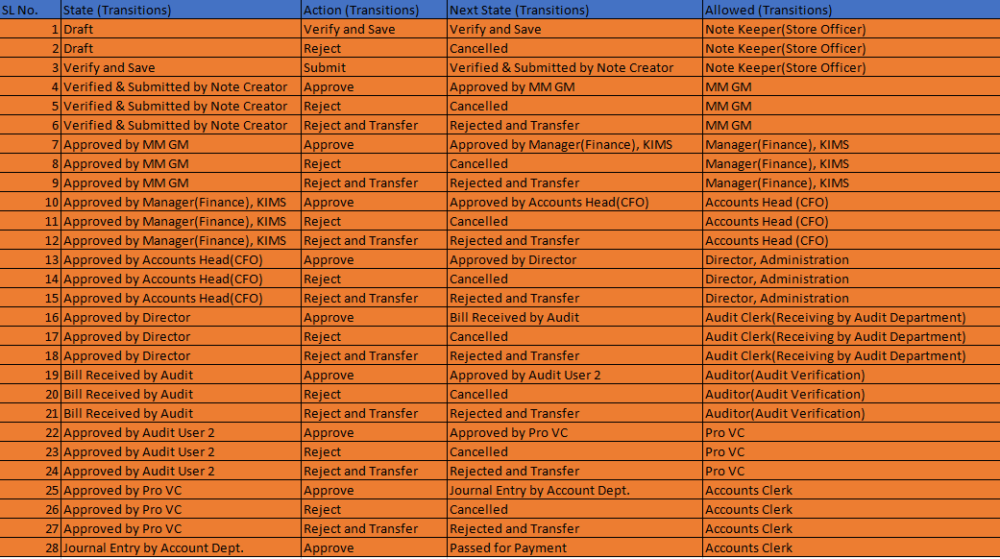 SL No. State (Transitions) Action (Transitions) Next State (Transitions) Allowed (Transitions)
1 Draft Verify and Save Verify and Save Note Keeper(Store Officer)
2 Draft Reject Cancelled Note Keeper(Store Officer)
3 Verify and Save Submit Verified & Submitted by Note Creator Note Keeper(Store Officer)
4 Verified & Submitted by Note Creator Approve Approved by MM GM MM GM
5 Verified & Submitted by Note Creator Reject Cancelled MM GM
6 Verified & Submitted by Note Creator Reject and Transfer Rejected and Transfer MM GM
7 Approved by MM GM Approve Approved by Manager(Finance), KIMS Manager(Finance), KIMS
8 Approved by MM GM Reject Cancelled Manager(Finance), KIMS
9 Approved by MM GM Reject and Transfer Rejected and Transfer Manager(Finance), KIMS
10 Approved by Manager(Finance), KIMS Approve Approved by Accounts Head(CFO) Accounts Head (CFO)
11 Approved by Manager(Finance), KIMS Reject Cancelled Accounts Head (CFO)
12 Approved by Manager(Finance), KIMS Reject and Transfer Rejected and Transfer Accounts Head (CFO)
13 Approved by Accounts Head(CFO) Approve Approved by Director Director, Administration
14 Approved by Accounts Head(CFO) Reject Cancelled Director, Administration
15 Approved by Accounts Head(CFO) Reject and Transfer Rejected and Transfer Director, Administration
16 Approved by Director Approve Bill Received by Audit Audit Clerk(Receiving by Audit Department)
17 Approved by Director Reject Cancelled Audit Clerk(Receiving by Audit Department)
18 Approved by Director Reject and Transfer Rejected and Transfer Audit Clerk(Receiving by Audit Department)
19 Bill Received by Audit Approve Approved by Audit User 2 Auditor(Audit Verification)
20 Bill Received by Audit Reject Cancelled Auditor(Audit Verification)
21 Bill Received by Audit Reject and Transfer Rejected and Transfer Auditor(Audit Verification)
22 Approved by Audit User 2 Approve Approved by Pro VC Pro VC
23 Approved by Audit User 2 Reject Cancelled Pro VC
24 Approved by Audit User 2 Reject and Transfer Rejected and Transfer Pro VC
25 Approved by Pro VC Approve Journal Entry by Account Dept. Accounts Clerk
26 Approved by Pro VC Reject Cancelled Accounts Clerk
27 Approved by Pro VC Reject and Transfer Rejected and Transfer Accounts Clerk
28 Journal Entry by Account Dept. Approve Passed for Payment Accounts Clerk